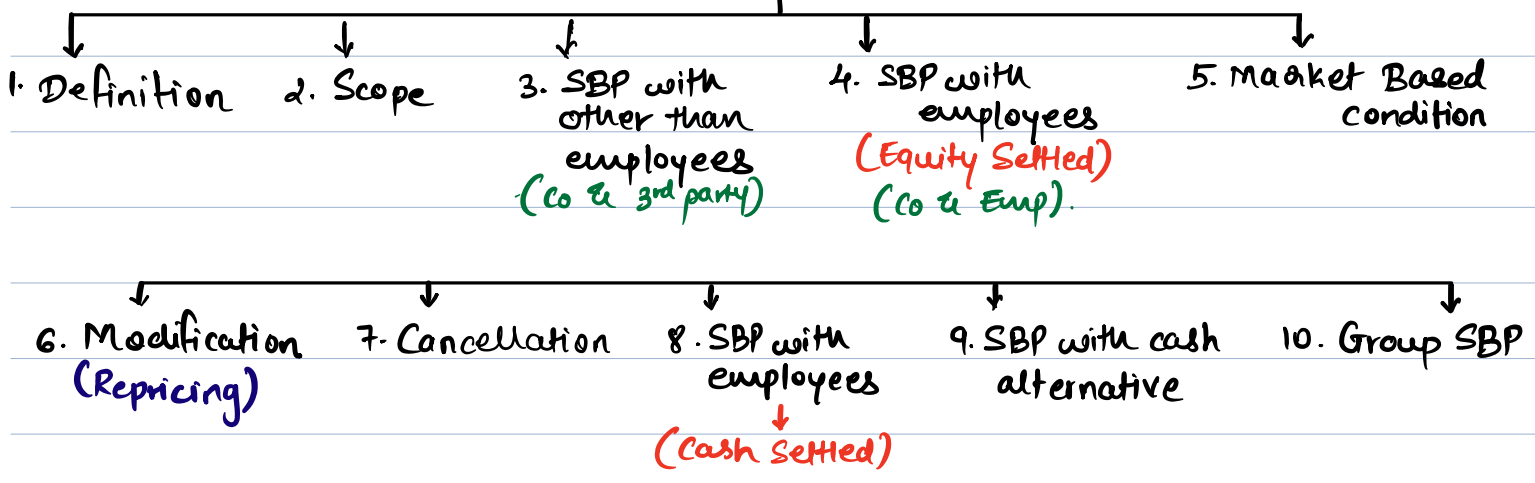 1. Definition
2. Scope
3. SBP with
other than
employees
(Co & 3rd party)
4. SBP with
employees
(Equity Settled)
(Co & Emp).
5. Market Based
condition
6. Modification
(Repricing)
7. Cancellation
8. SBP with
employees
(Cash Settled)
9. SBP with cash
alternative
10. Group SBP